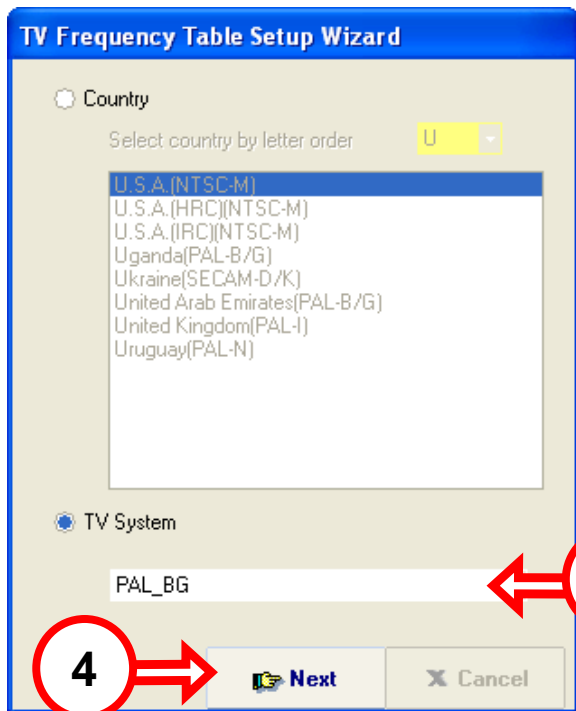 TV Frequency Table Setup Wizard
Country
Select country by letter order U
U.S.A.(NTSC-M)
U.S.A.(HRC)(NTSC-M)
U.S.A.(IRC)(NTSC-M)
Uganda(PAL-B/G)
Ukraine(SECAM-D/K)
United Arab Emirates(PAL-B/G)
United Kingdom(PAL-I)
Uruguay(PAL-N)
TV System
PAL_BG
4 Next X Cancel